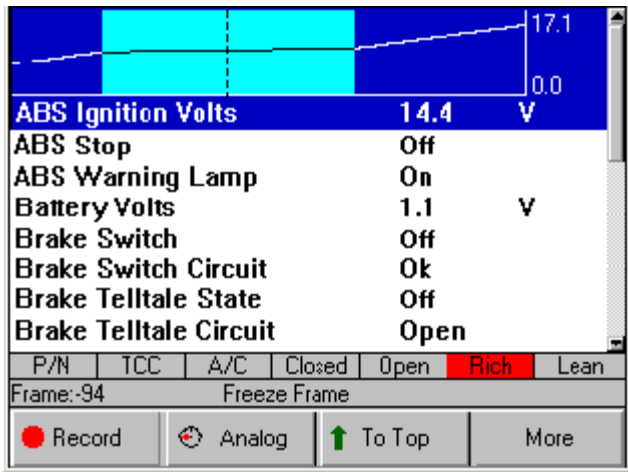 17.1
0.0
ABS Ignition Volts 14.4 V
ABS Stop Off
ABS Warning Lamp On
Battery Volts 1.1 V
Brake Switch Off
Brake Switch Circuit Ok
Brake Telltale State Off
Brake Telltale Circuit Open
P/N TCC A/C Closed Open Rich Lean
Frame:-94 Freeze Frame
Record Analog To Top More